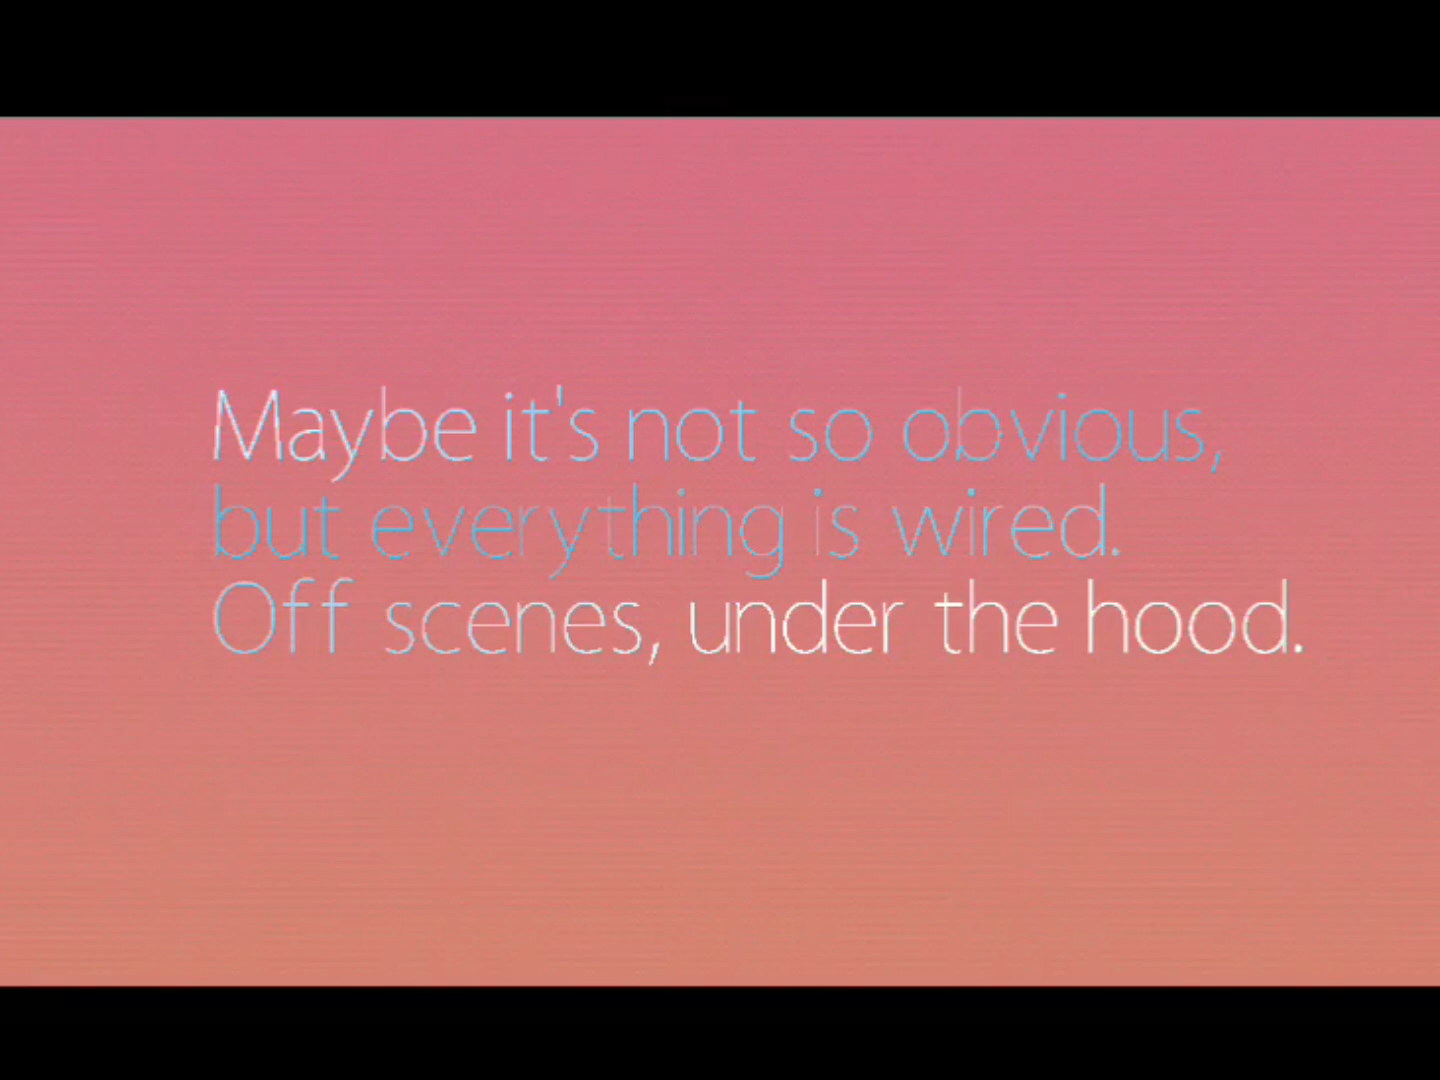 Maybe it's not so obvious,
but everything is wired.
Off scenes, under the hood.